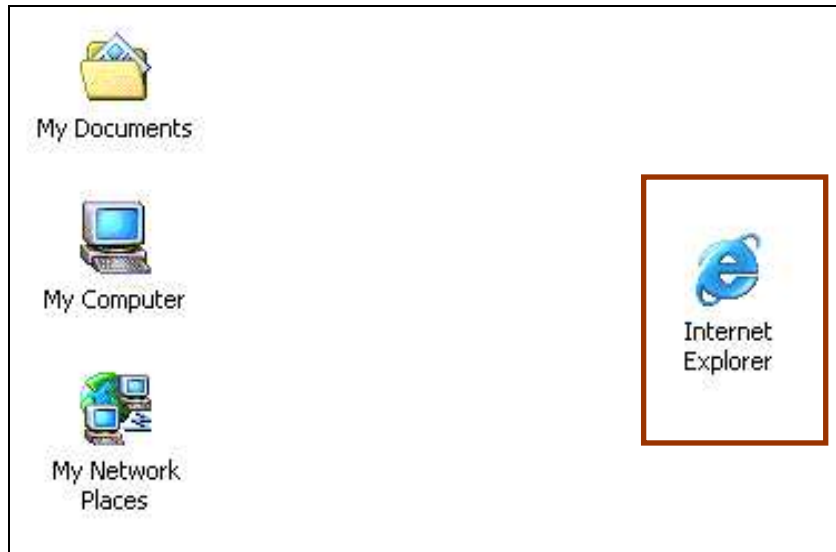 My Documents
My Computer
My Network
Places
Internet
Explorer